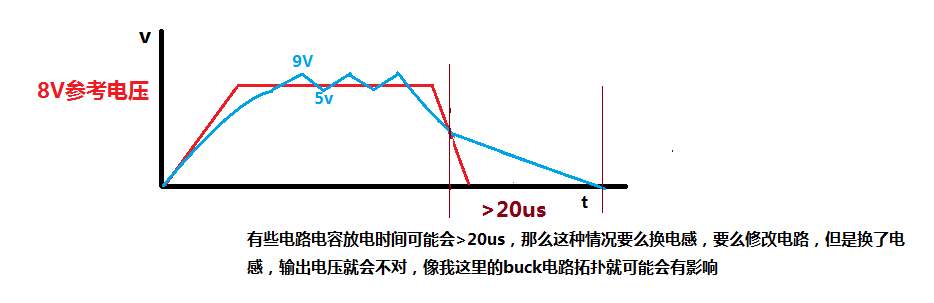 v
9V
8V参考电压
5v
>20us
t
有些电路电容放电时间可能会>20us，那么这种情况要么换电感，要么修改电路，但是换了电
感，输出电压就会不对，像我这里的buck电路拓扑就可能会有影响